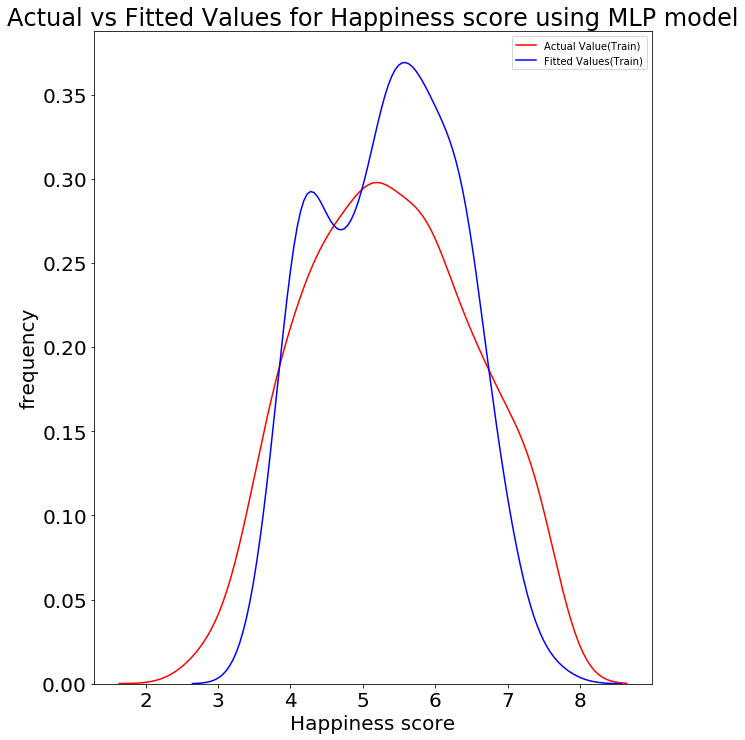 Actual vs Fitted Values for Happiness score using MLP model
Actual Value(Train)
Fitted Values(Train)
frequency
0.35
0.30
0.25
0.20
0.15
0.10
0.05
0.00
2 3 4 5 6 7 8
Happiness score